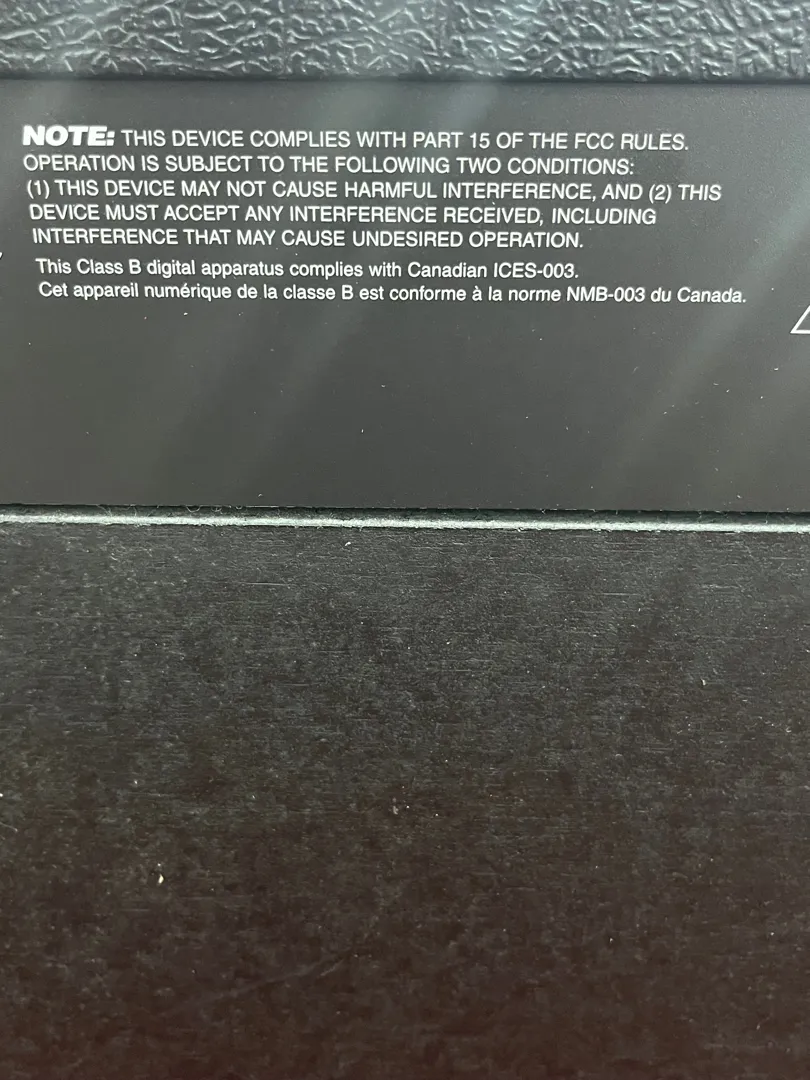 NOTE: THIS DEVICE COMPLIES WITH PART 15 OF THE FCC RULES.
OPERATION IS SUBJECT TO THE FOLLOWING TWO CONDITIONS:
(1) THIS DEVICE MAY NOT CAUSE HARMFUL INTERFERENCE, AND (2) THIS
DEVICE MUST ACCEPT ANY INTERFERENCE RECEIVED, INCLUDING
INTERFERENCE THAT MAY CAUSE UNDESIRED OPERATION.
This Class B digital apparatus complies with Canadian ICES-003.
Cet appareil numérique de la classe B est conforme à la norme NMB-003 du Canada.